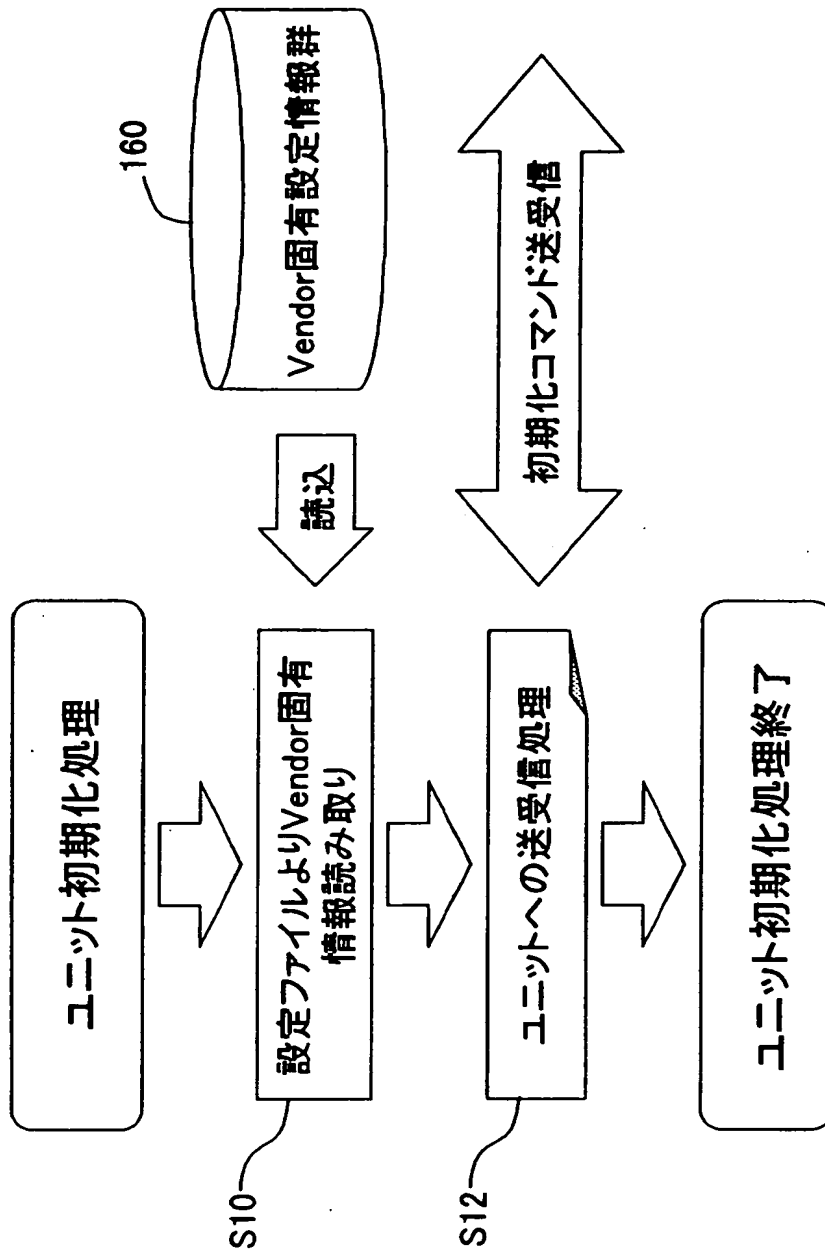 ユニット初期化処理
160
S10
設定ファイルよりVendor固有
情報読み取り
読込
Vendor固有設定情報群
S12
ユニットへの送受信処理
初期化コマンド送受信
ユニット初期化処理終了